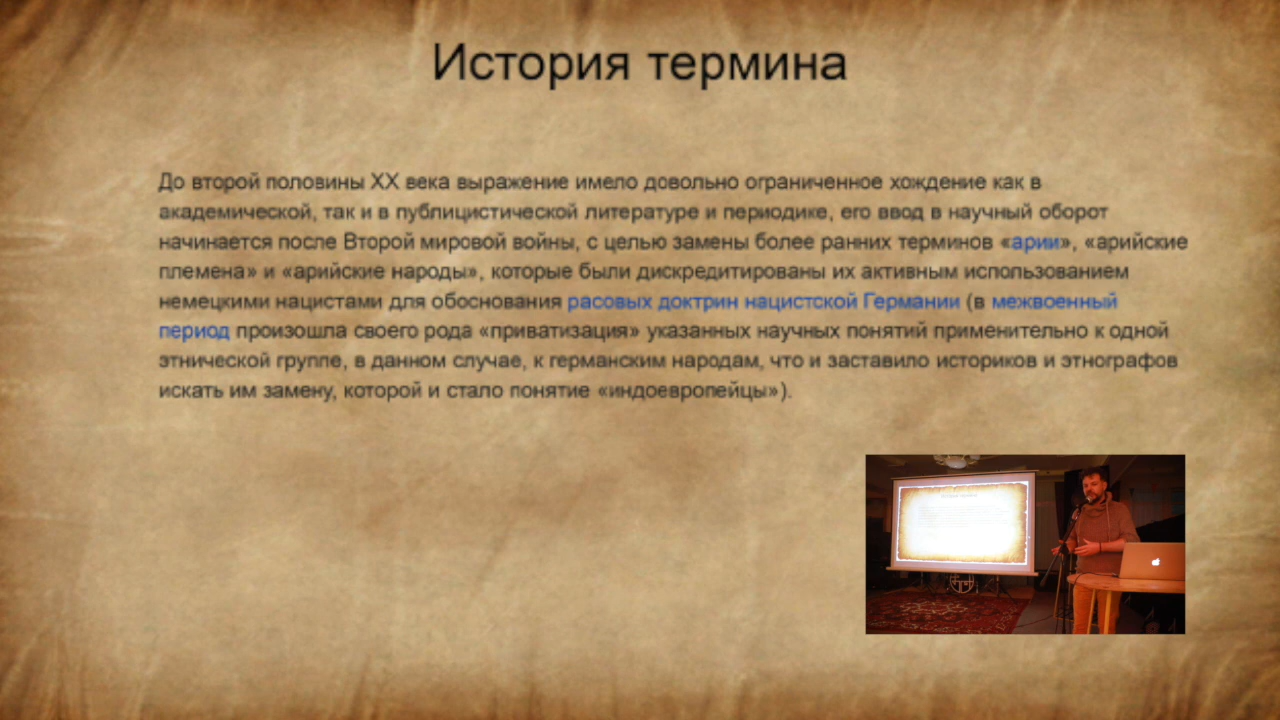 История термина
До второй половины XX века выражение имело довольно ограниченное хождение как в
академической, так и в публицистической литературе и периодике, его ввод в научный оборот
начинается после Второй мировой войны, с целью замены более ранних терминов «арии», «арийские
племена» и «арийские народы», которые были дискредитированы их активным использованием
немецкими нацистами для обоснования расовых доктрин нацистской Германии (в межвоенный
период произошла своего рода «приватизация» указанных научных понятий применительно к одной
этнической группе, в данном случае, к германским народам, что и заставило историков и этнографов
искать им замену, которой и стало понятие «индоевропейцы»).